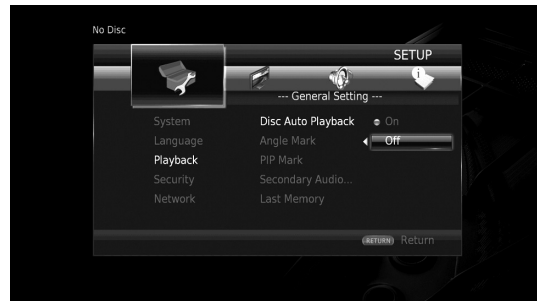 No Disc
SETUP
--- General Setting ---
System
Disc Auto Playback
On
Language
Angle Mark
Off
Playback
PIP Mark
Security
Secondary Audio...
Network
Last Memory
RETURN Return